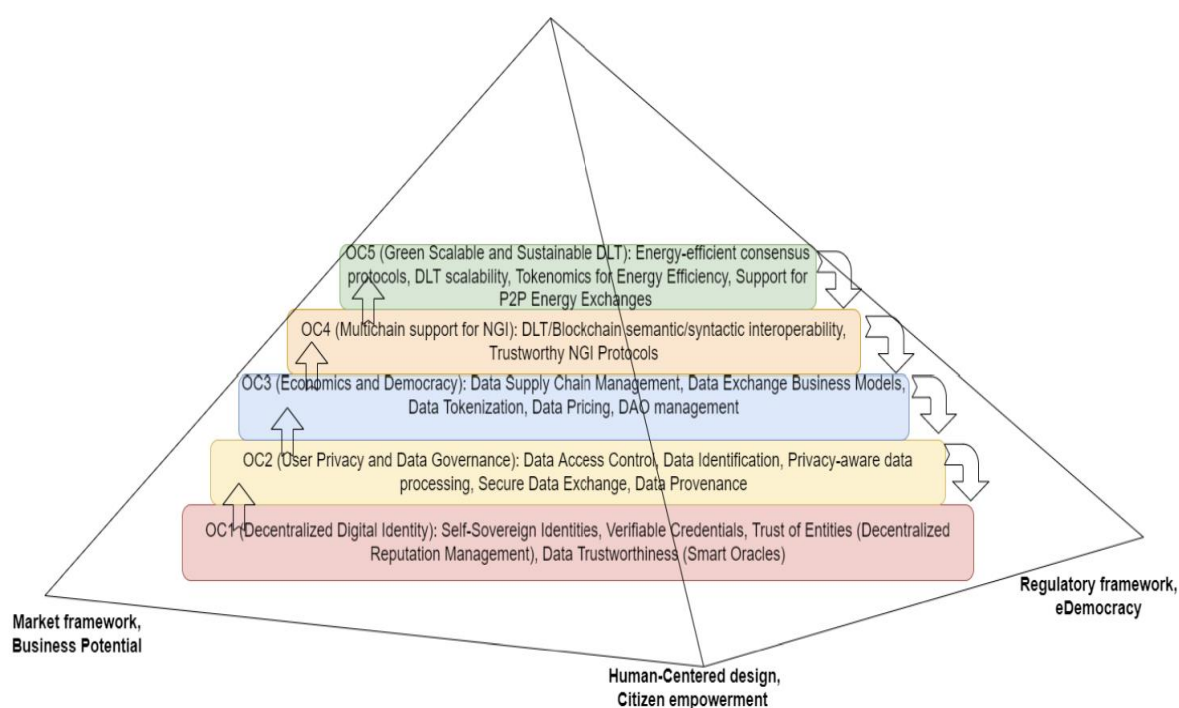 OC5 (Green Scalable and Sustainable DLT): Energy-efficient consensus
protocols, DLT scalability, Tokenomics for Energy Efficiency, Support for
P2P Energy Exchanges
OC4 (Multichain support for NGI): DLT/Blockchain semantic/syntactic interoperability,
Trustworthy NGI Protocols
OC3 (Economics and Democracy): Data Supply Chain Management, Data Exchange Business Models,
Data Tokenization, Data Pricing, DAO management
OC2 (User Privacy and Data Governance): Data Access Control, Data Identification, Privacy-aware data
processing, Secure Data Exchange, Data Provenance
OC1 (Decentralized Digital Identity): Self-Sovereign Identities, Verifiable Credentials, Trust of Entities (Decentralized
Reputation Management), Data Trustworthiness (Smart Oracles)
Market framework,
Business Potential
Human-Centered design,
Citizen empowerment
Regulatory framework,
eDemocracy